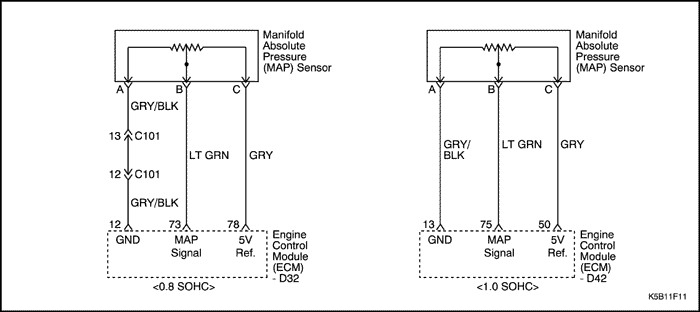 Manifold
Absolute
Pressure
(MAP) Sensor
A B C
GRY/BLK
13 C101
LT GRN GRY
12 C101
GRY/BLK
12 73 78
GND MAP 5V
Signal Ref.
Engine
Control
Module
(ECM)
- D32
<0.8 SOHC>
Manifold
Absolute
Pressure
(MAP) Sensor
A B C
GRY/
BLK
LT GRN GRY
13 75 50
GND MAP 5V
Signal Ref.
Engine
Control
Module
(ECM)
- D42
<1.0 SOHC>
K5B11F11